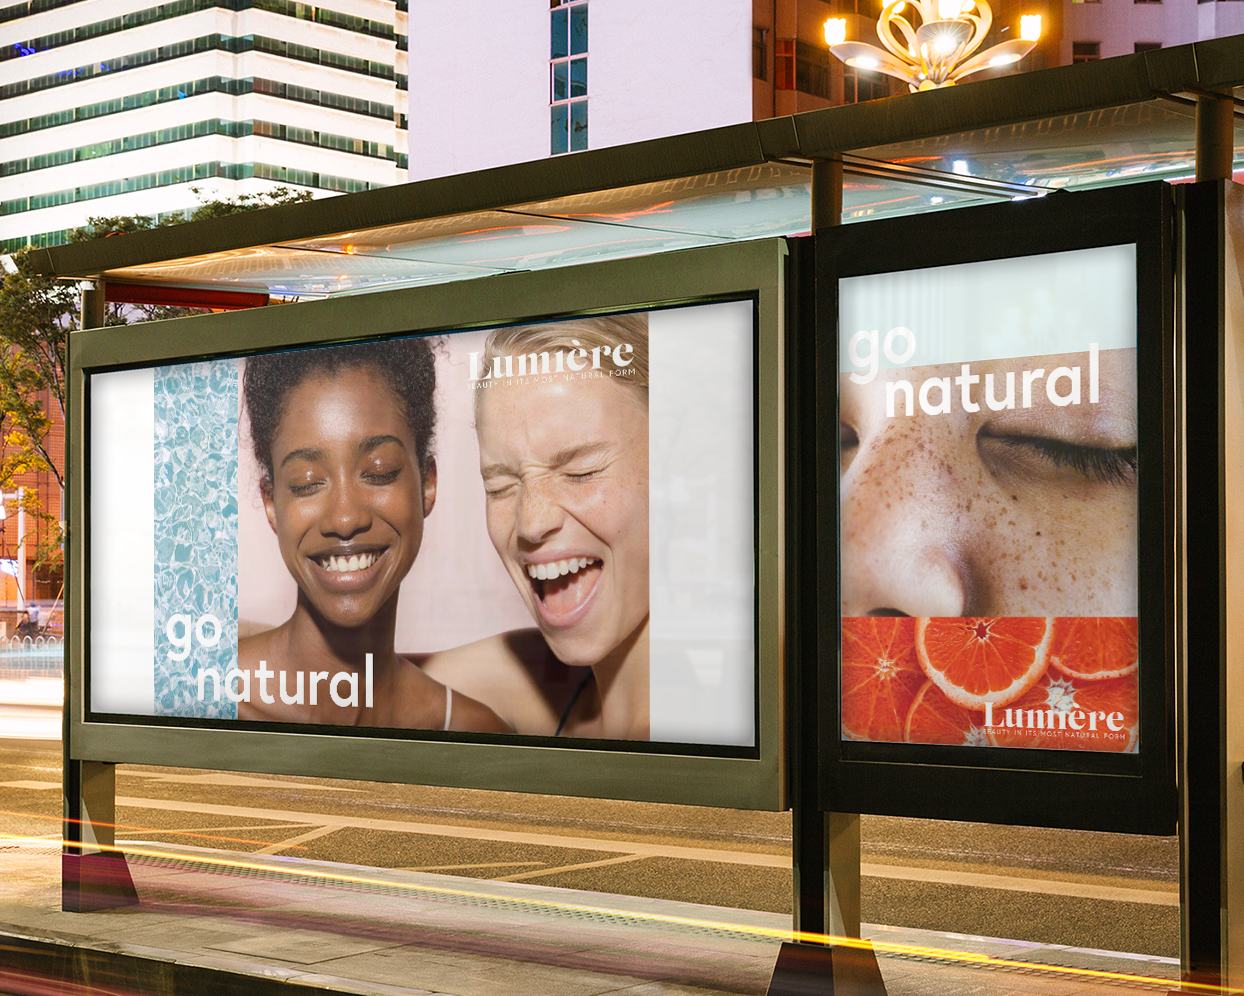 Lumière
BEAUTY IN ITS MOST NATURAL FORM
go
natural
go
natural
Lumière
BEAUTY IN ITS MOST NATURAL FORM